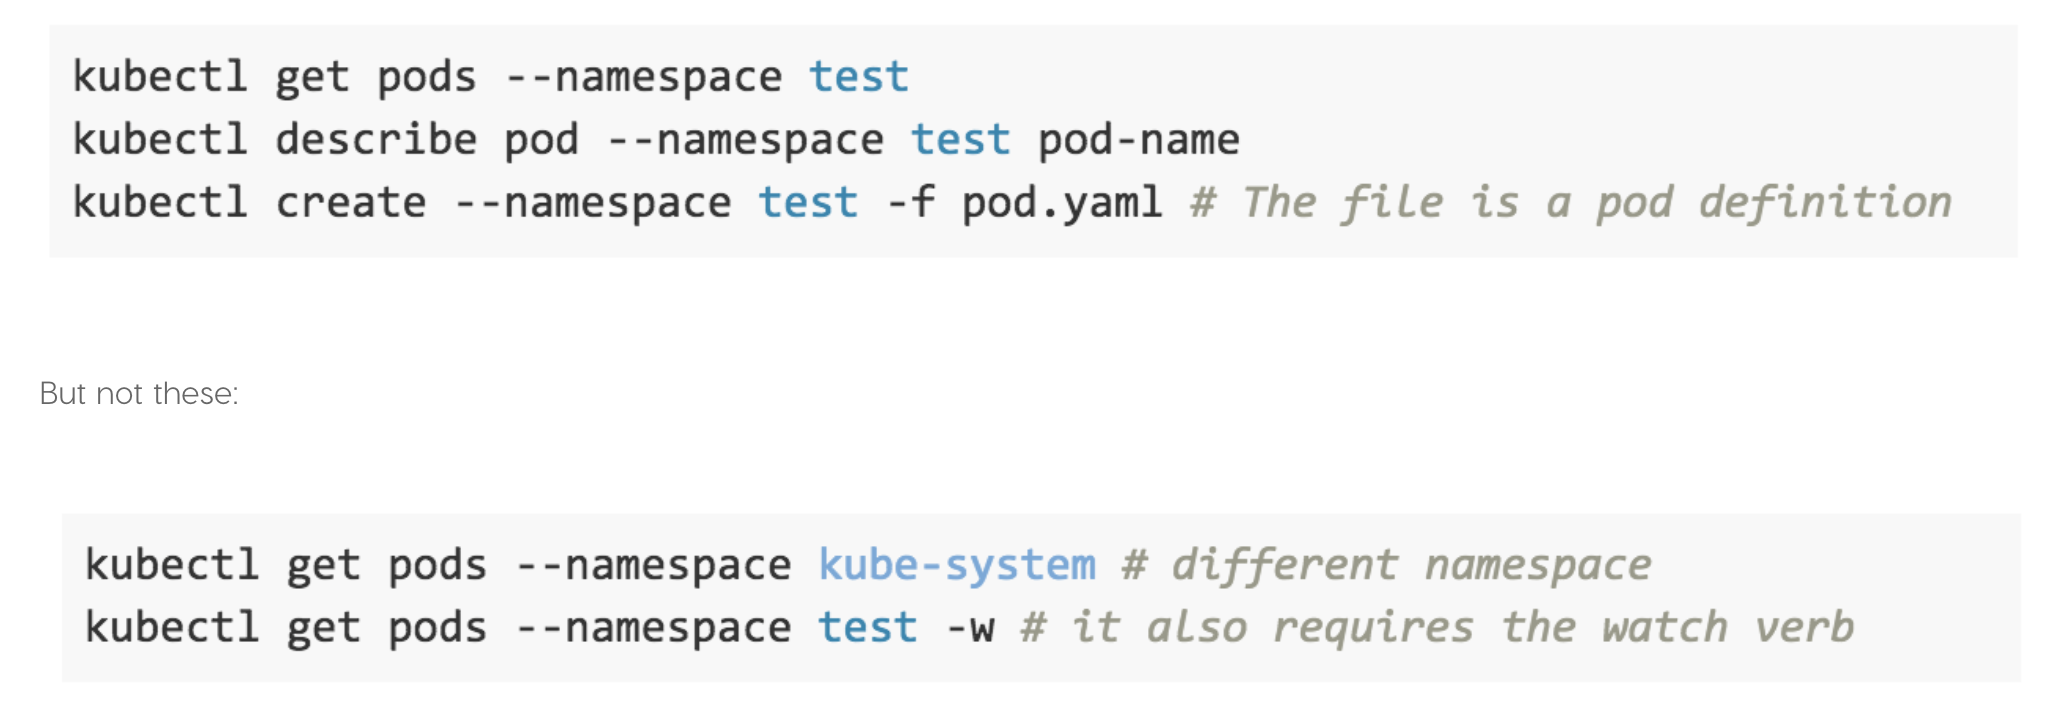 kubectl get pods --namespace test
kubectl describe pod --namespace test pod-name
kubectl create --namespace test -f pod.yaml # The file is a pod definition
But not these:
kubectl get pods --namespace kube-system # different namespace
kubectl get pods --namespace test -w # it also requires the watch verb